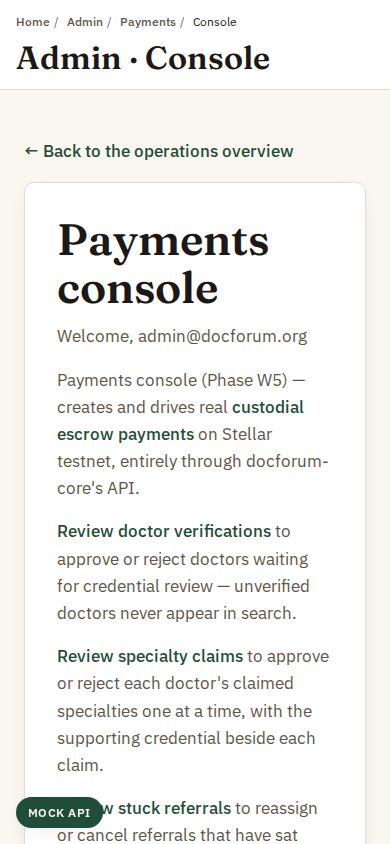 Home / Admin / Payments / Console
Admin · Console
← Back to the operations overview
Payments
console
Welcome, admin@docforum.org
Payments console (Phase W5) —
creates and drives real custodial
escrow payments on Stellar
testnet, entirely through docforum-
core's API.
Review doctor verifications to
approve or reject doctors waiting
for credential review — unverified
doctors never appear in search.
Review specialty claims to approve
or reject each doctor's claimed
specialties one at a time, with the
supporting credential beside each
claim.
stuck referrals to reassign
MOCK API
or cancel referrals that have sat